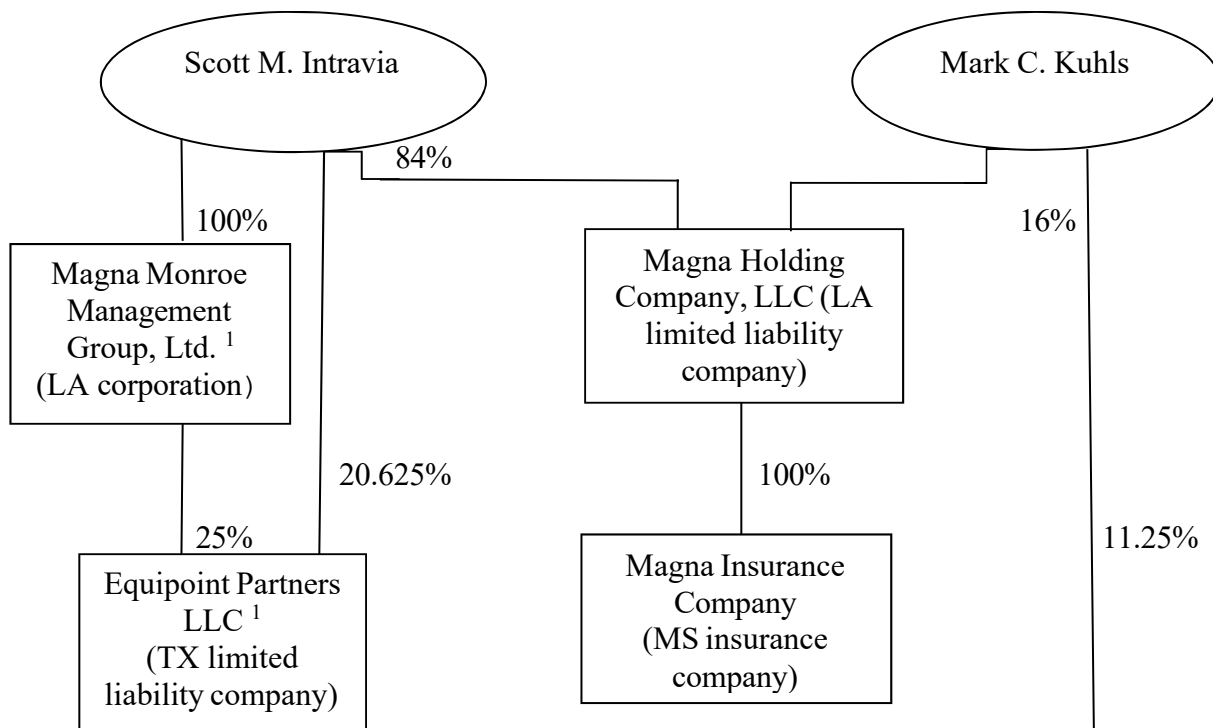 Scott M. Intravia
Mark C. Kuhls
84%
100%
16%
Magna Monroe
Management
Group, Ltd. 1
(LA corporation)
Magna Holding
Company, LLC (LA
limited liability
company)
20.625%
100%
25%
11.25%
Equipoint Partners
LLC 1
(TX limited
liability company)
Magna Insurance
Company
(MS insurance
company)